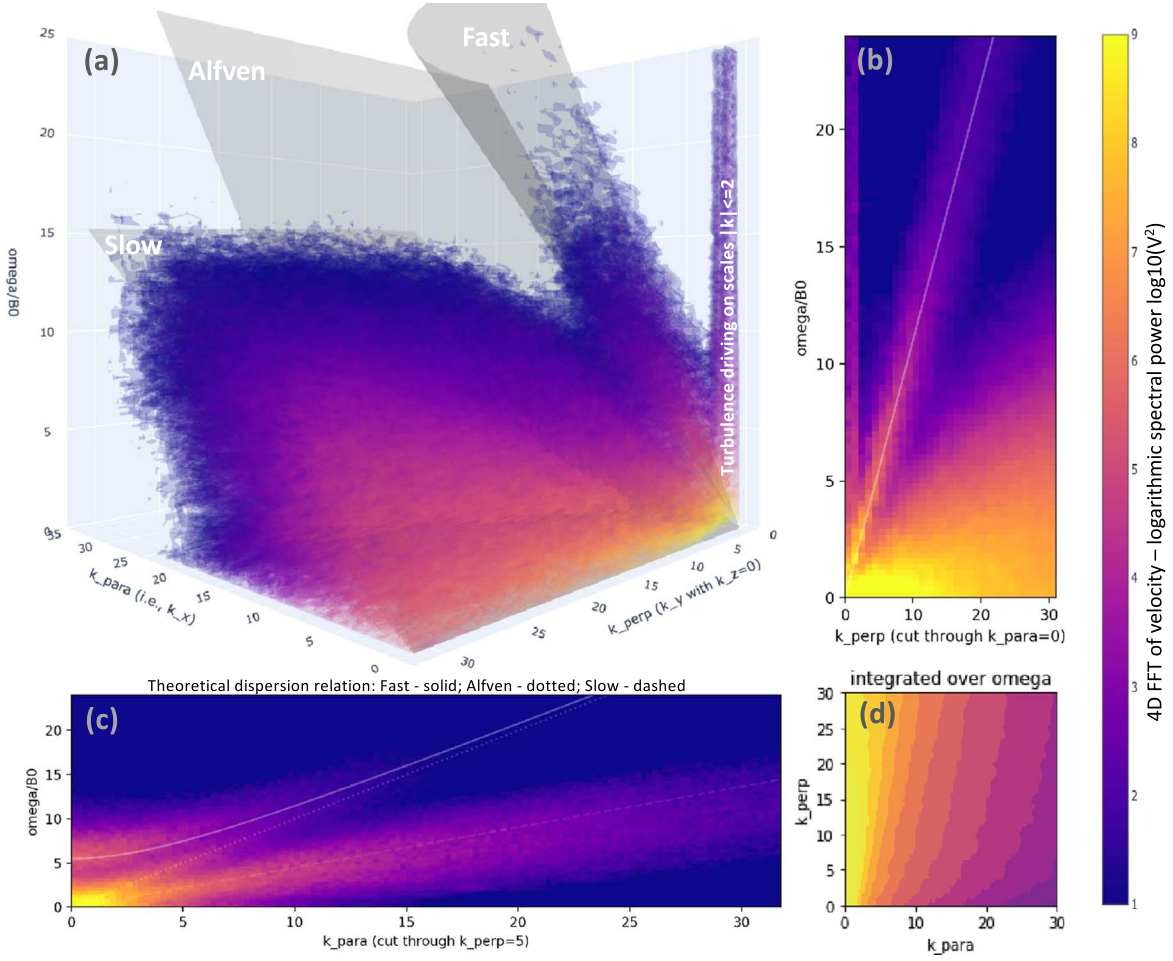 (a)
Alfven
Fast
Slow
Turbulence driving on scales |k|<=2
25
20
15
10
5
0
omega/B0
35
30
25
20
15
10
5
0
k_para (i.e., k_x)
30
25
20
15
10
5
0
k_perp (k_y with k_z=0)
(b)
20
15
10
5
0
omega/B0
0
10
20
30
k_perp (cut through k_para=0)
Theoretical dispersion relation: Fast - solid; Alfven - dotted; Slow - dashed
(c)
20
15
10
5
0
omega/B0
0
5
10
15
20
25
30
k_para (cut through k_perp=5)
integrated over omega
(d)
30
20
10
0
k_perp
0
10
20
30
k_para
9
8
7
6
5
4
3
2
1
4D FFT of velocity – logarithmic spectral power log10(V²)